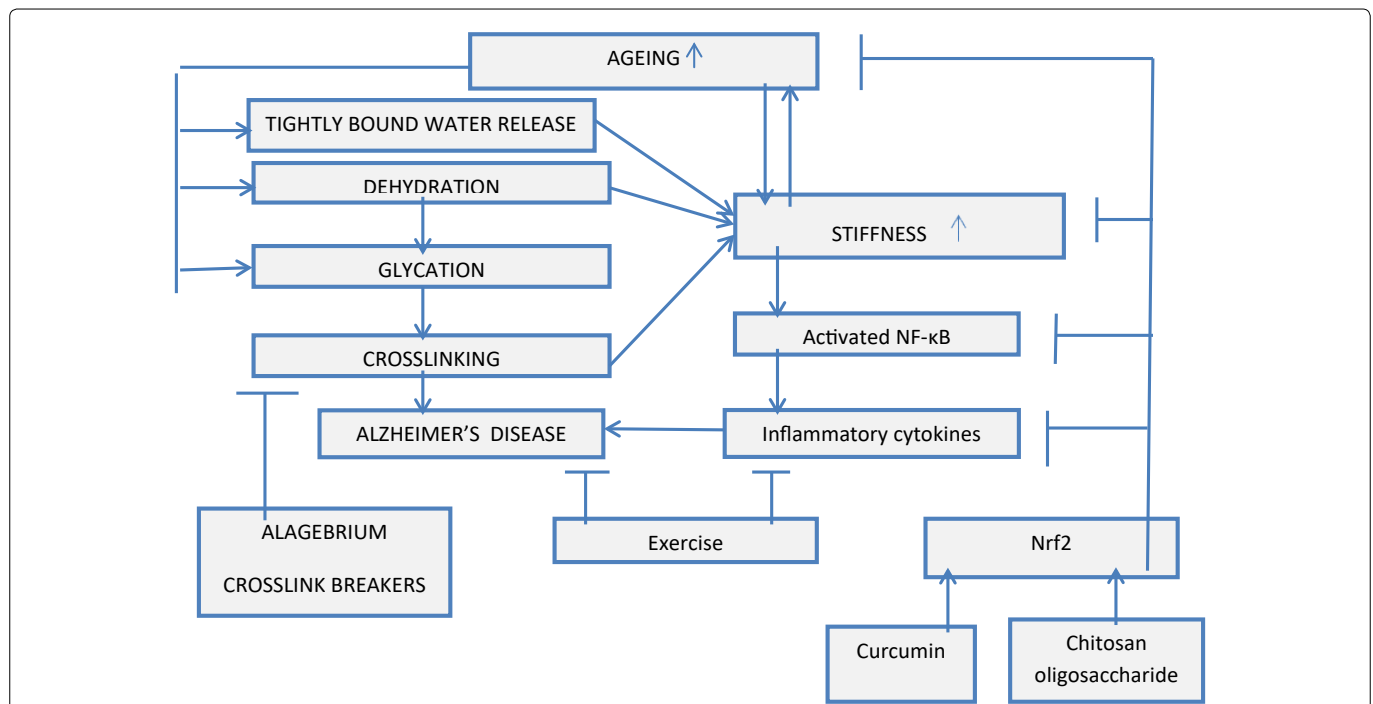 AGEING
TIGHTLY BOUND WATER RELEASE
DEHYDRATION
STIFFNESS
GLYCATION
Activated NF-κB
CROSSLINKING
ALZHEIMER'S DISEASE
Inflammatory cytokines
ALAGEBRIUM
CROSSLINK BREAKERS
Exercise
Nrf2
Curcumin
Chitosan
oligosaccharide